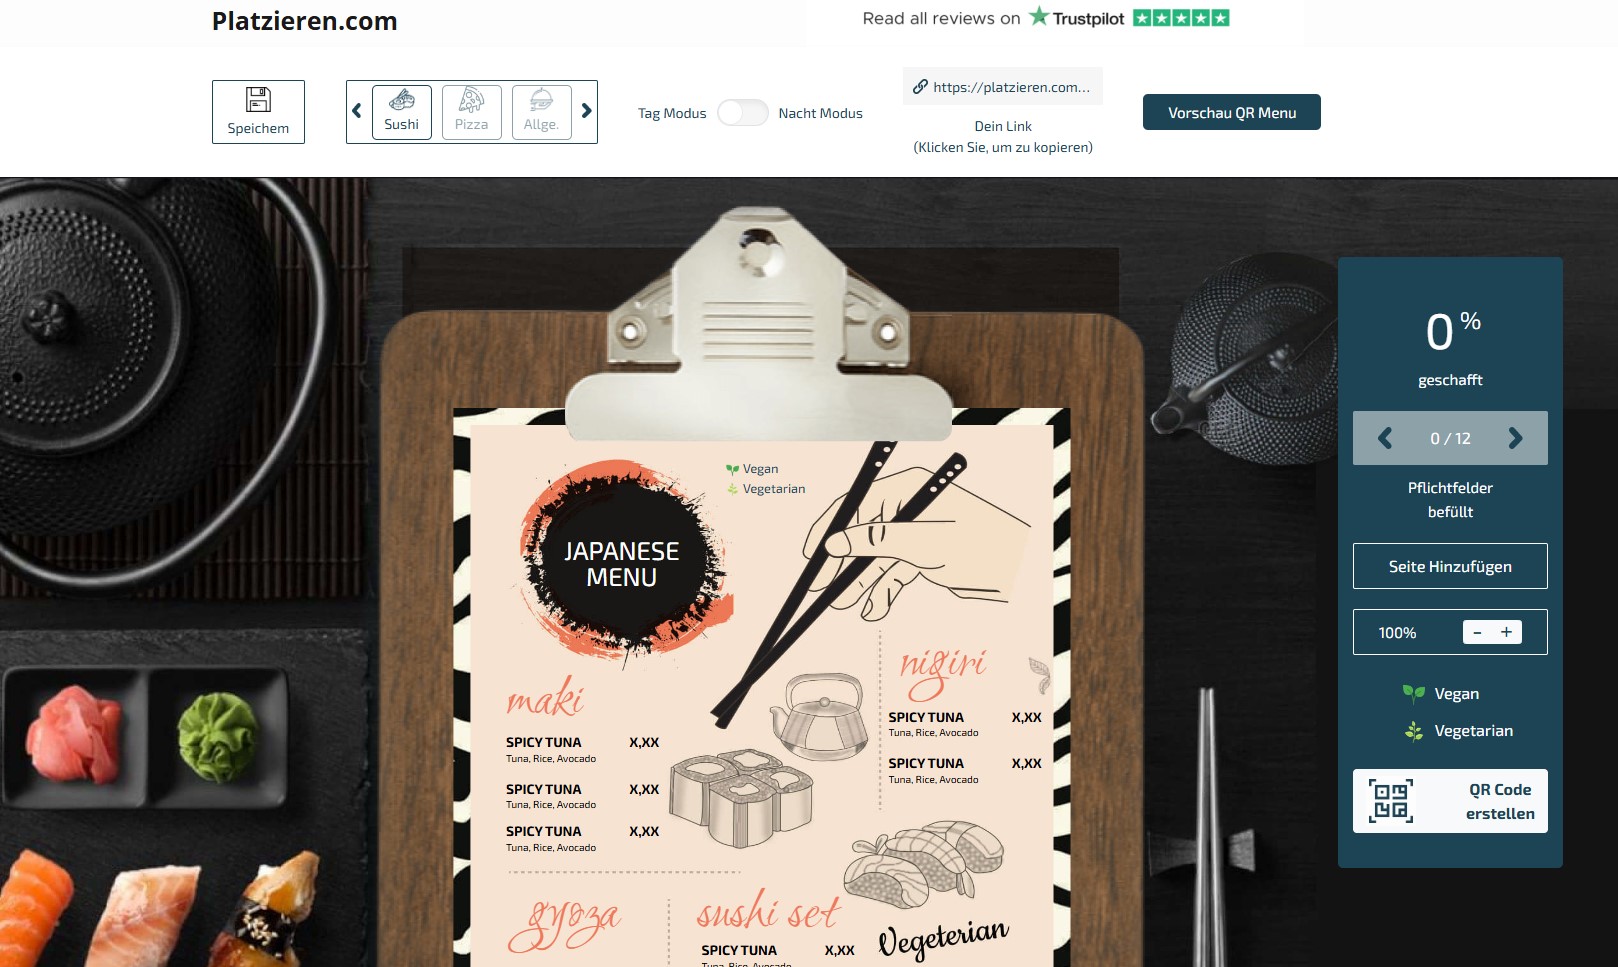 Platzieren.com
Read all reviews on Trustpilot
Speichem
Sushi
Pizza
Allge.
Tag Modus
Nacht Modus
https://platzieren.com...
Dein Link
(Klicken Sie, um zu kopieren)
Vorschau QR Menu
Vegan
Vegetarian
JAPANESE
MENU
maki
SPICY TUNA X,XX
Tuna, Rice, Avocado
SPICY TUNA X,XX
Tuna, Rice, Avocado
SPICY TUNA X,XX
Tuna, Rice, Avocado
nigiri
SPICY TUNA X,XX
Tuna, Rice, Avocado
SPICY TUNA X,XX
Tuna, Rice, Avocado
gyoza
sushi set
SPICY TUNA X,XX
Tuna, Rice, Avocado
Vegeterian
0 %
geschafft
0 / 12
Pflichtfelder
befüllt
Seite Hinzufügen
100% - +
Vegan
Vegetarian
QR Code
erstellen